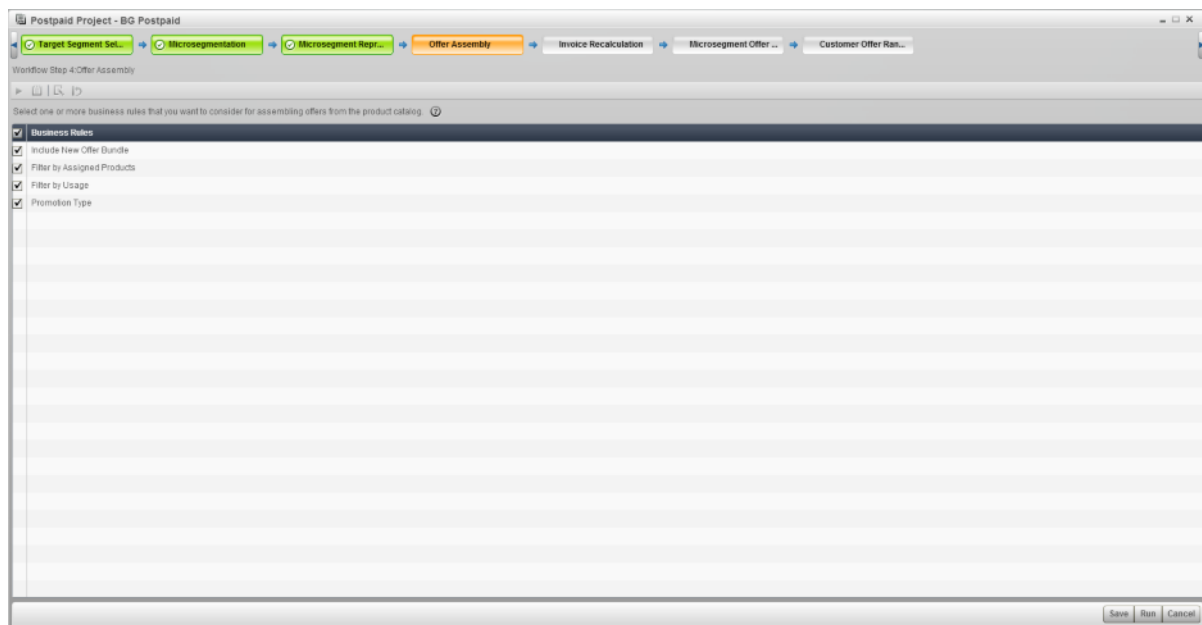 Postpaid Project - BG Postpaid
Target Segment Sel... Microsegmentation Microsegment Repr... Offer Assembly Invoice Recalculation Microsegment Offer ... Customer Offer Ran...
Workflow Step 4:Offer Assembly
Select one or more business rules that you want to consider for assembling offers from the product catalog. ?
Business Rules
Include New Offer Bundle
Filter by Assigned Products
Filter by Usage
Promotion Type
Save Run Cancel